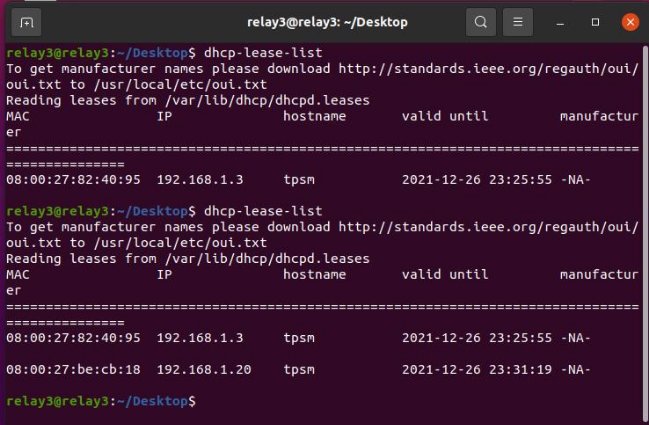 relay3@relay3: ~/Desktop
relay3@relay3:~/Desktop$ dhcp-lease-list
To get manufacturer names please download http://standards.ieee.org/regauth/oui/
oui.txt to /usr/local/etc/oui.txt
Reading leases from /var/lib/dhcp/dhcpd.leases
MAC                IP              hostname       valid until         manufactur
er
================================================================================
===============
08:00:27:82:40:95  192.168.1.3     tpsm           2021-12-26 23:25:55 -NA-
relay3@relay3:~/Desktop$ dhcp-lease-list
To get manufacturer names please download http://standards.ieee.org/regauth/oui/
oui.txt to /usr/local/etc/oui.txt
Reading leases from /var/lib/dhcp/dhcpd.leases
MAC                IP              hostname       valid until         manufactur
er
================================================================================
===============
08:00:27:82:40:95  192.168.1.3     tpsm           2021-12-26 23:25:55 -NA-
08:00:27:be:cb:18  192.168.1.20    tpsm           2021-12-26 23:31:19 -NA-
relay3@relay3:~/Desktop$